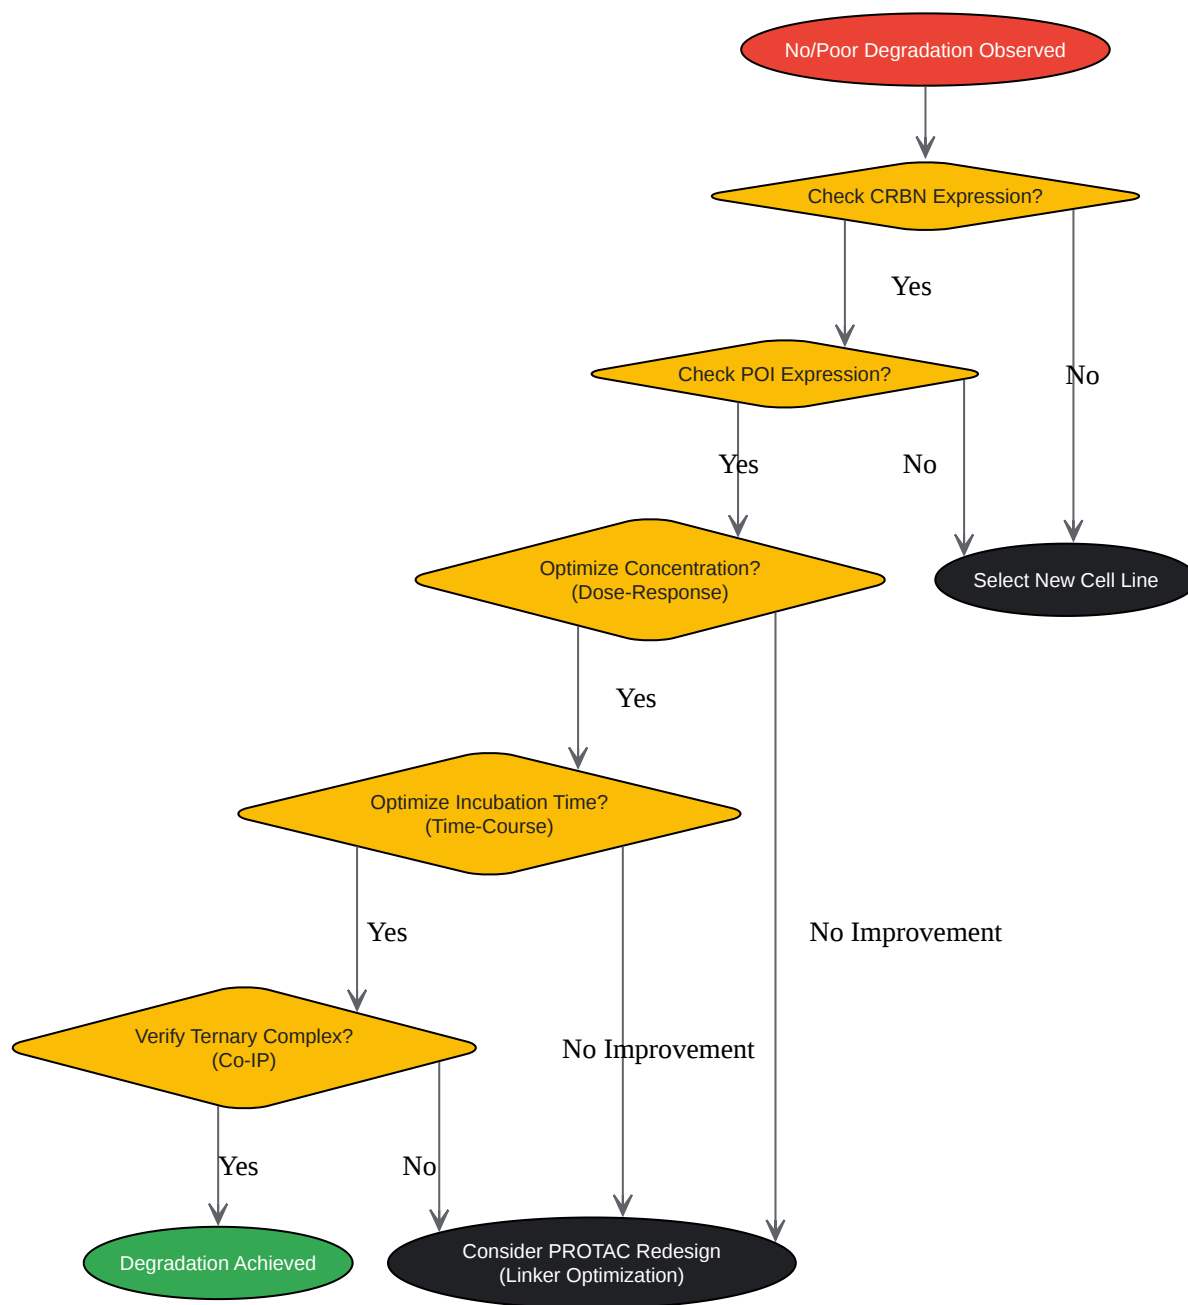 No/Poor Degradation Observed
Check CRBN Expression?
Yes
No
Check POI Expression?
Yes
No
Optimize Concentration?
(Dose-Response)
Select New Cell Line
Yes
No Improvement
Optimize Incubation Time?
(Time-Course)
Yes
No Improvement
Verify Ternary Complex?
(Co-IP)
Yes
No
Degradation Achieved
Consider PROTAC Redesign
(Linker Optimization)